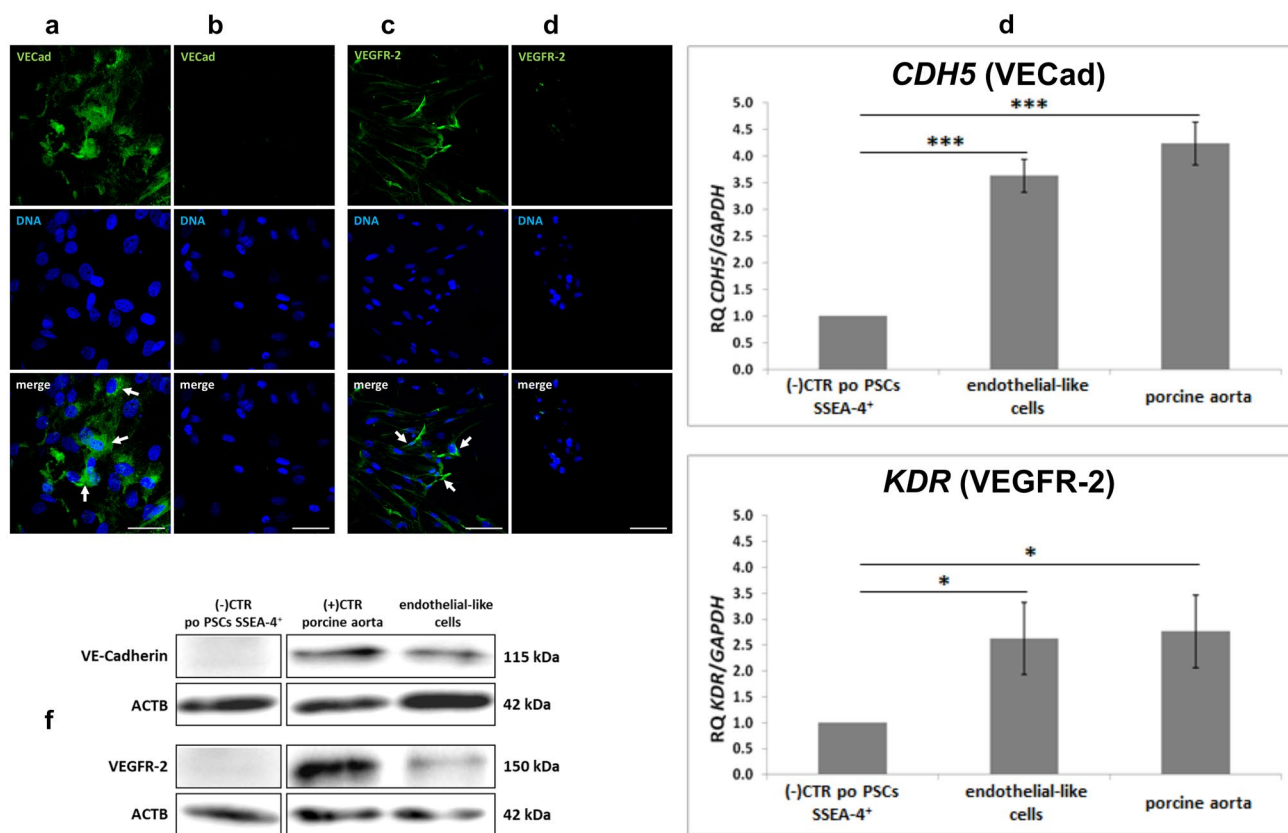 a b c d
VECad VECad VEGFR-2 VEGFR-2
DNA DNA DNA DNA
merge merge merge merge
d
CDH5 (VECad)
RQ CDH5/GAPDH
5.0
4.5
4.0
3.5
3.0
2.5
2.0
1.5
1.0
0.5
0.0
***
***
(-)CTR po PSCs endothelial-like porcine aorta
SSEA-4⁺ cells
KDR (VEGFR-2)
RQ KDR/GAPDH
5.0
4.5
4.0
3.5
3.0
2.5
2.0
1.5
1.0
0.5
0.0
*
*
(-)CTR po PSCs endothelial-like porcine aorta
SSEA-4⁺ cells
f
(-)CTR (+)CTR endothelial-like
po PSCs SSEA-4⁺ porcine aorta cells
VE-Cadherin 115 kDa
ACTB 42 kDa
VEGFR-2 150 kDa
ACTB 42 kDa